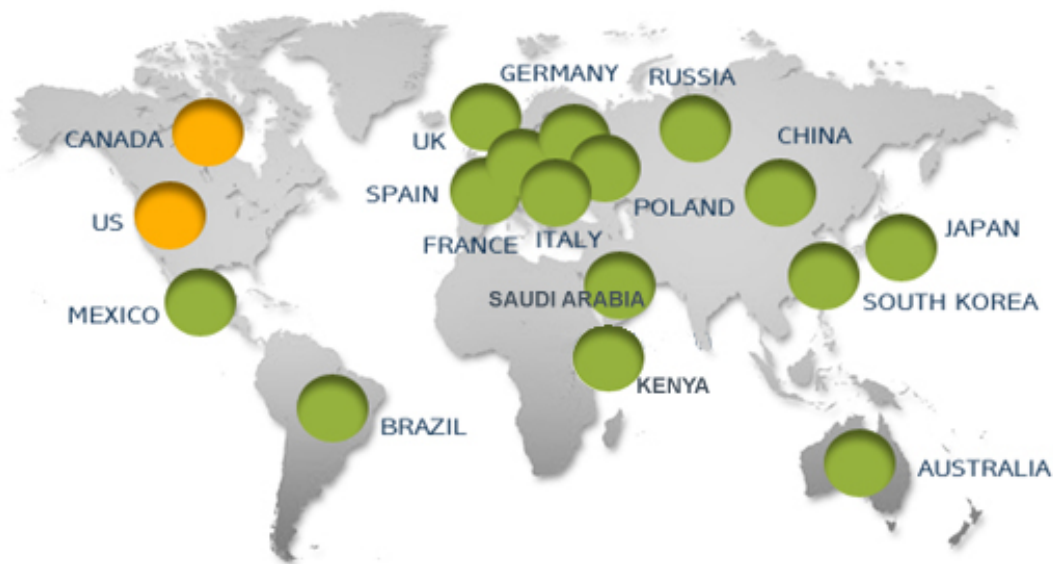 GERMANY
RUSSIA
CANADA
UK
CHINA
SPAIN
POLAND
US
FRANCE
ITALY
JAPAN
SAUDI ARABIA
SOUTH KOREA
MEXICO
KENYA
BRAZIL
AUSTRALIA